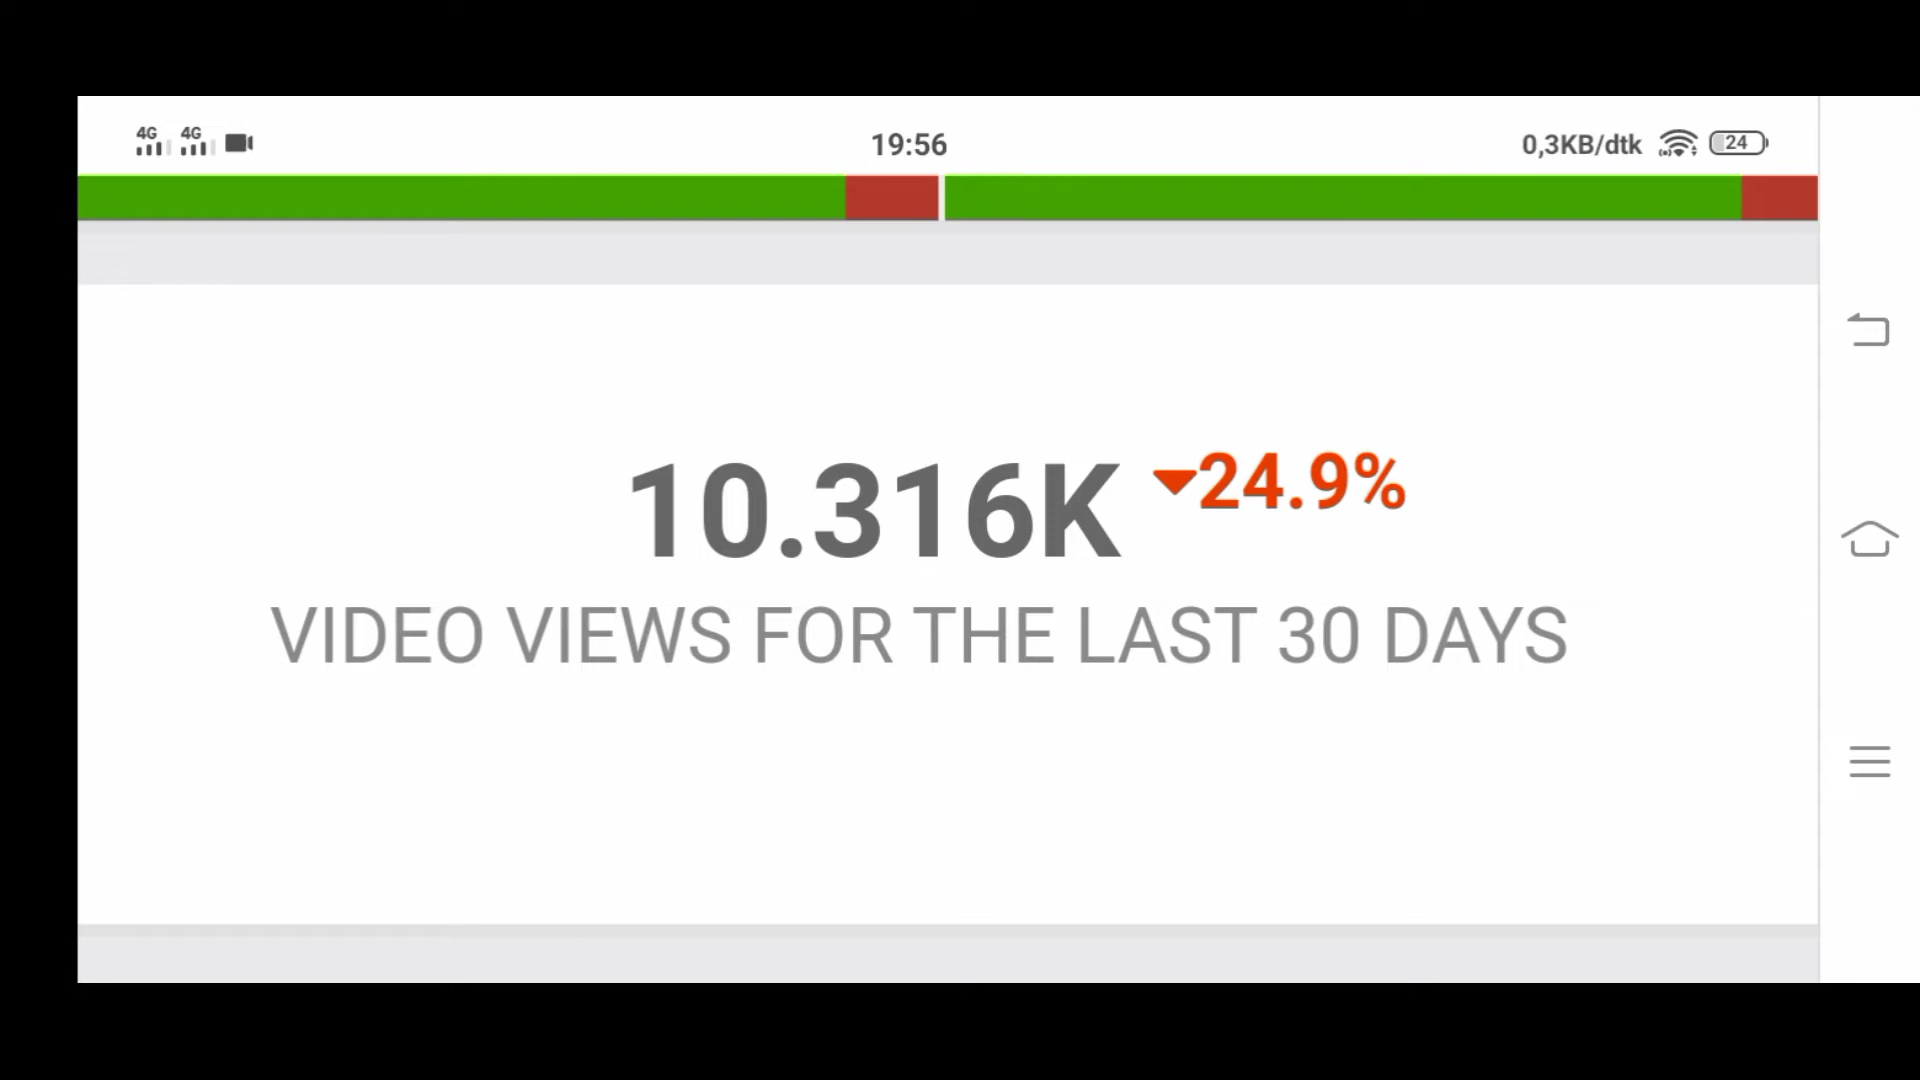 4G 4G 19:56 0,3KB/dtk 24
10.316K 24.9%
VIDEO VIEWS FOR THE LAST 30 DAYS